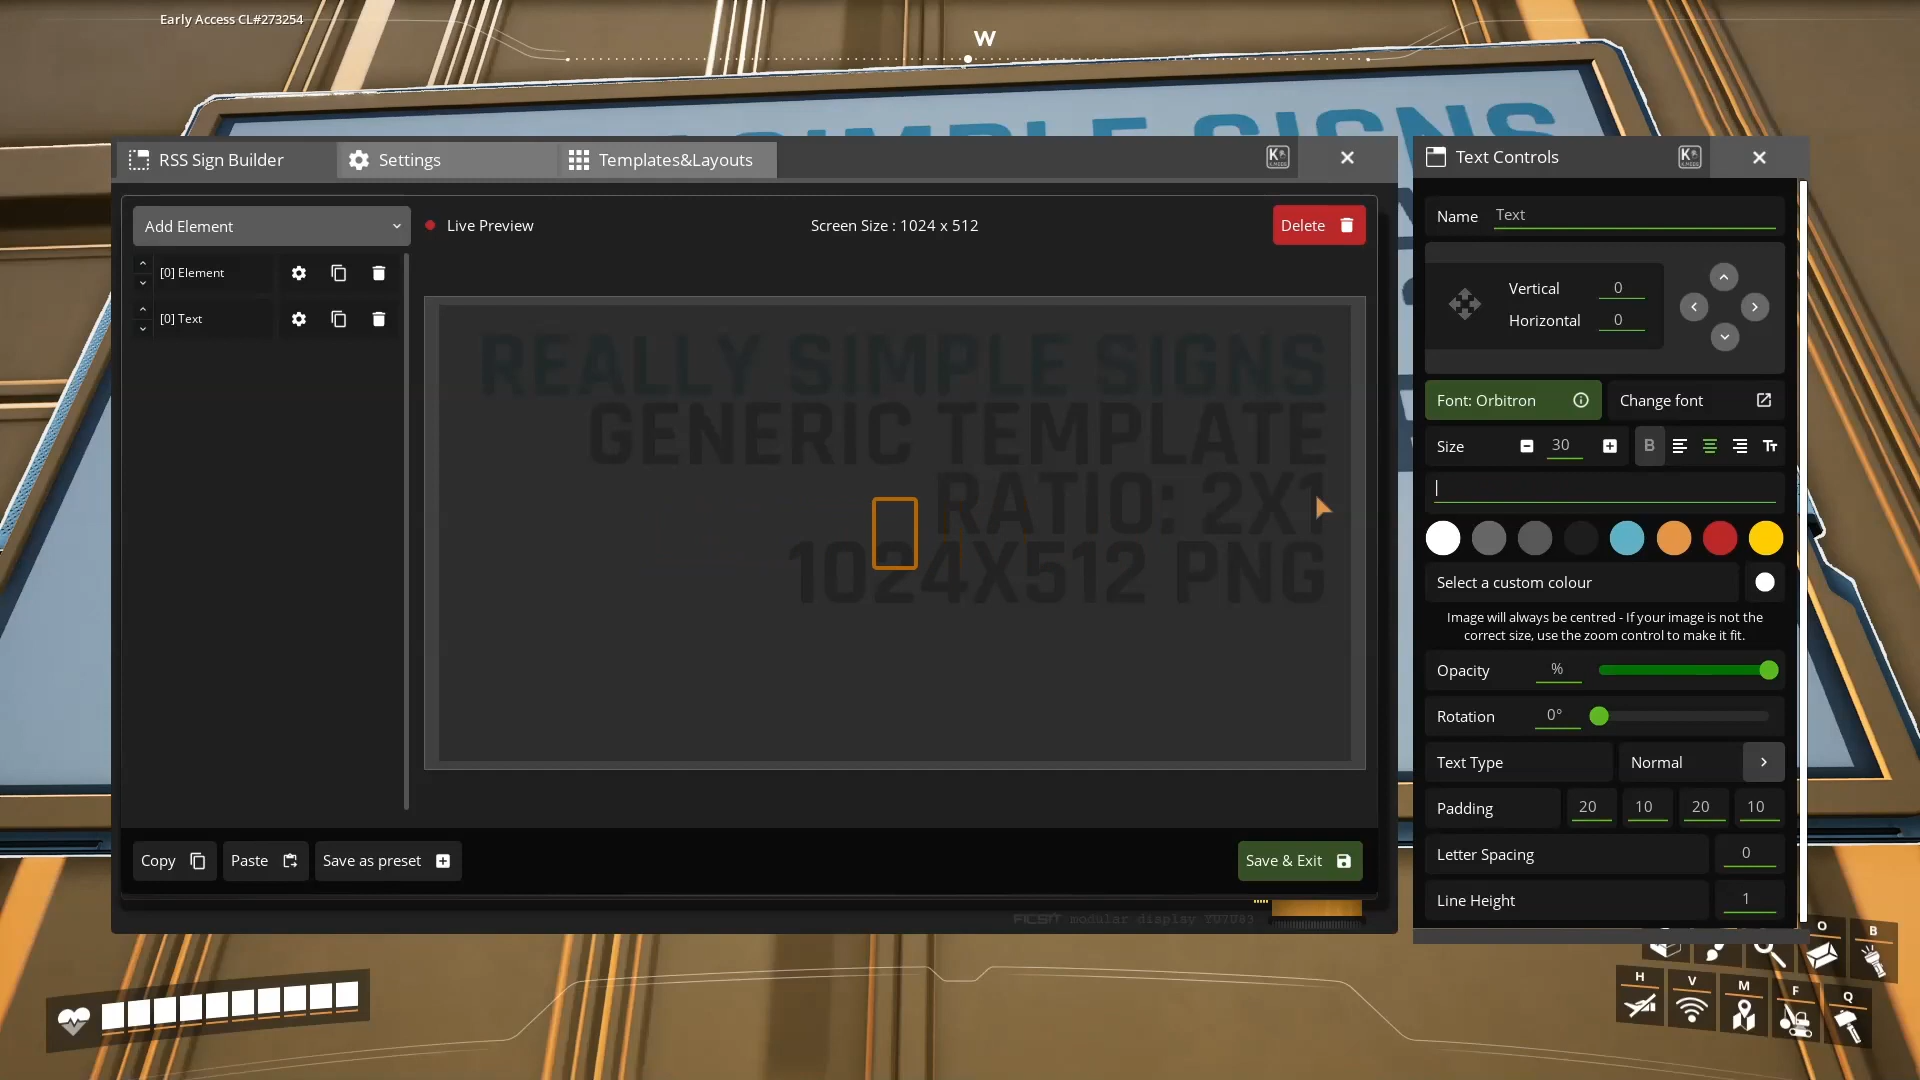 Early Access CL#273254
W
SIMPLE SIGNS
RSS Sign Builder
Settings
Templates&Layouts
Text Controls
Add Element
Live Preview
Screen Size : 1024 x 512
Delete
Name
Text
[0] Element
[0] Text
Vertical
0
Horizontal
0
REALLY SIMPLE SIGNS
GENERIC TEMPLATE
RATIO: 2X1
1024X512 PNG
Font: Orbitron
Change font
Size
30
B
Tт
Select a custom colour
Image will always be centred - If your image is not the
correct size, use the zoom control to make it fit.
Opacity
%
Rotation
0°
Text Type
Normal
Padding
20
10
20
10
Letter Spacing
0
Line Height
1
Copy
Paste
Save as preset
Save & Exit
FICSIT modular display
O
B
H
V
M
F
Q